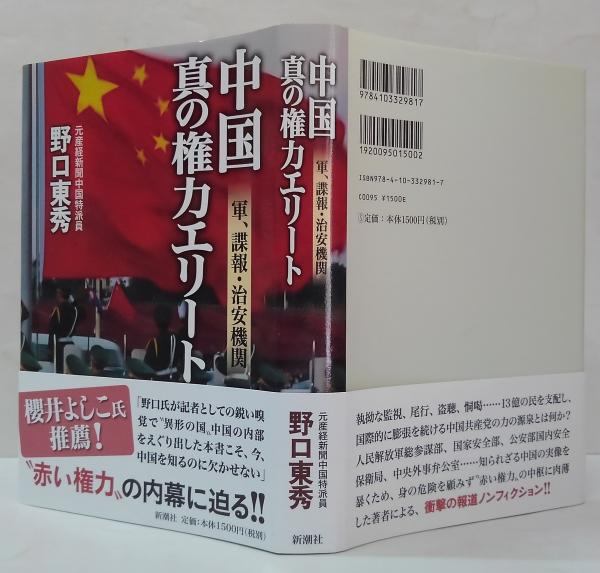 中国
真の権力エリート
軍、諜報・治安機関
元産経新聞中国特派員
野口東秀
櫻井よしこ氏
推薦!
「野口氏が記者としての鋭い嗅
覚で〝異形の国〟中国の内部
をえぐり出した本書こそ、今、
中国を知るのに欠かせない」
〝赤い権力〟の内幕に迫る!!
新潮社 定価:本体1500円(税別)
中国
真の権力エリート
軍、諜報・治安機関
元産経新聞中国特派員
野口東秀
新潮社
9784103329817
1920095015002
ISBN978-4-10-332981-7
C0095 ¥1500E
Ⓢ定価:本体1500円(税別)
執拗な監視、尾行、盗聴、恫喝……13億の民を支配し、
国際的に膨張を続ける中国共産党の力の源泉とは何か?
人民解放軍総参謀部、国家安全部、公安部国内安全
保衛局、中央外事弁公室……知られざる中国の実像を
暴くため、身の危険を顧みず〝赤い権力〟の中枢に肉薄
した著者による、衝撃の報道ノンフィクション!!